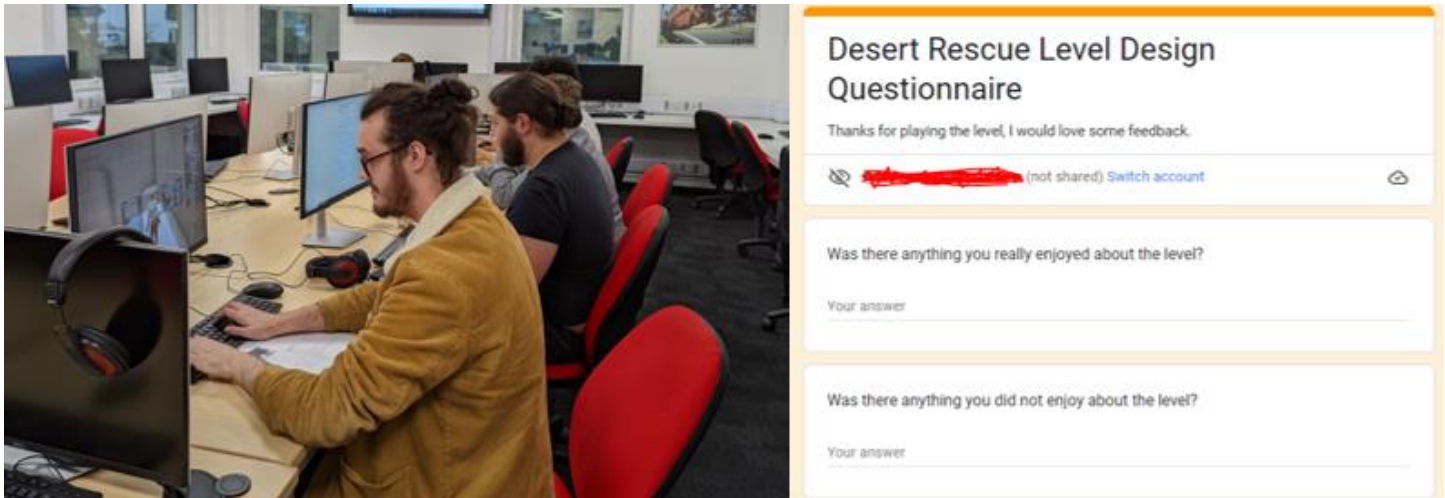 Desert Rescue Level Design
Questionnaire
Thanks for playing the level, I would love some feedback.
(not shared) Switch account
Was there anything you really enjoyed about the level?
Your answer
Was there anything you did not enjoy about the level?
Your answer